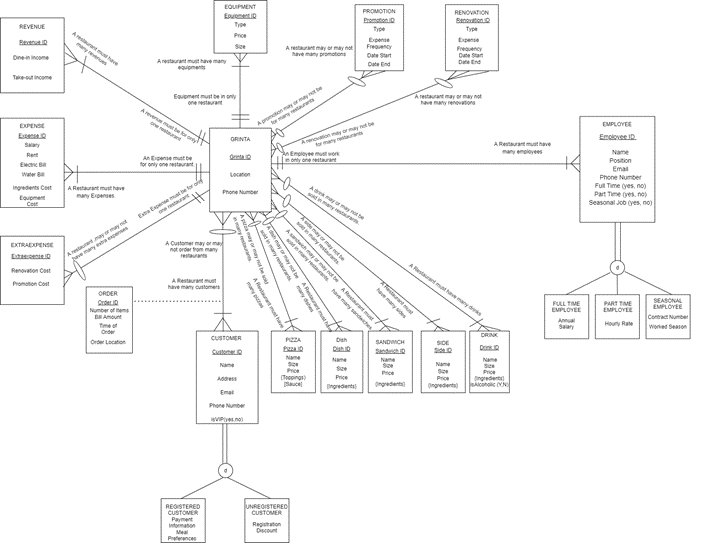 EQUIPMENT
Equipment ID
Type
Price
Size
PROMOTION
Promotion ID
Type
Expense
Frequency
Date Start
Date End
RENOVATION
Renovation ID
Type
Expense
Frequency
Date Start
Date End
REVENUE
Revenue ID
Dine-in Income
Take-out Income
A restaurant must have
many revenues
A restaurant must have many
equipments
A restaurant may or may not
have many promotions
A restaurant may or may not
have many renovations
Equipment must be in only
one restaurant
A revenue must be for only
one restaurant
A promotion may or may not be
for many restaurants
A renovation may or may not be
for many restaurants
EXPENSE
Expense ID
Salary
Rent
Electric Bill
Water Bill
Ingredients Cost
Equipment
Cost
An Expense must be
for only one restaurant
A Restaurant must have
many Expenses
GRINTA
Grinta ID
Location
Phone Number
An Employee must work
in only one restaurant
A Restaurant must have
many employees
EMPLOYEE
Employee ID
Name
Position
Email
Phone Number
Full Time (yes, no)
Part Time (yes, no)
Seasonal Job (yes, no)
Extra Expense must be for only
one restaurant
A restaurant may or may not
have many extra expenses
EXTRAEXPENSE
Extraexpense ID
Renovation Cost
Promotion Cost
A Customer may or may
not order from many
restaurants
A Restaurant must
have many customers
A pizza may or may not be sold
in many restaurants
A Restaurant must have
many pizzas
A dish may or may not be
sold in many restaurants
A Restaurant must have
many dishes
A sandwich may or may not be
sold in many restaurants
A Restaurant must
have many sandwiches
A side may or may not be
sold in many restaurants
A Restaurant must
have many sides
A drink may or may not be
sold in many restaurants
A Restaurant must have many drinks
d
FULL TIME
EMPLOYEE
Annual
Salary
PART TIME
EMPLOYEE
Hourly Rate
SEASONAL
EMPLOYEE
Contract Number
Worked Season
ORDER
Order ID
Number of Items
Bill Amount
Time of
Order
Order Location
CUSTOMER
Customer ID
Name
Address
Email
Phone Number
isVIP(yes,no)
PIZZA
Pizza ID
Name
Size
Price
{Toppings}
[Sauce]
Dish
Dish ID
Name
Size
Price
{Ingredients}
SANDWICH
Sandwich ID
Name
Size
Price
{Ingredients}
SIDE
Side ID
Name
Size
Price
{Ingredients}
DRINK
Drink ID
Name
Size
Price
{Ingredients}
isAlcoholic (Y,N)
d
REGISTERED
CUSTOMER
Payment
Information
Meal
Preferences
UNREGISTERED
CUSTOMER
Registration
Discount